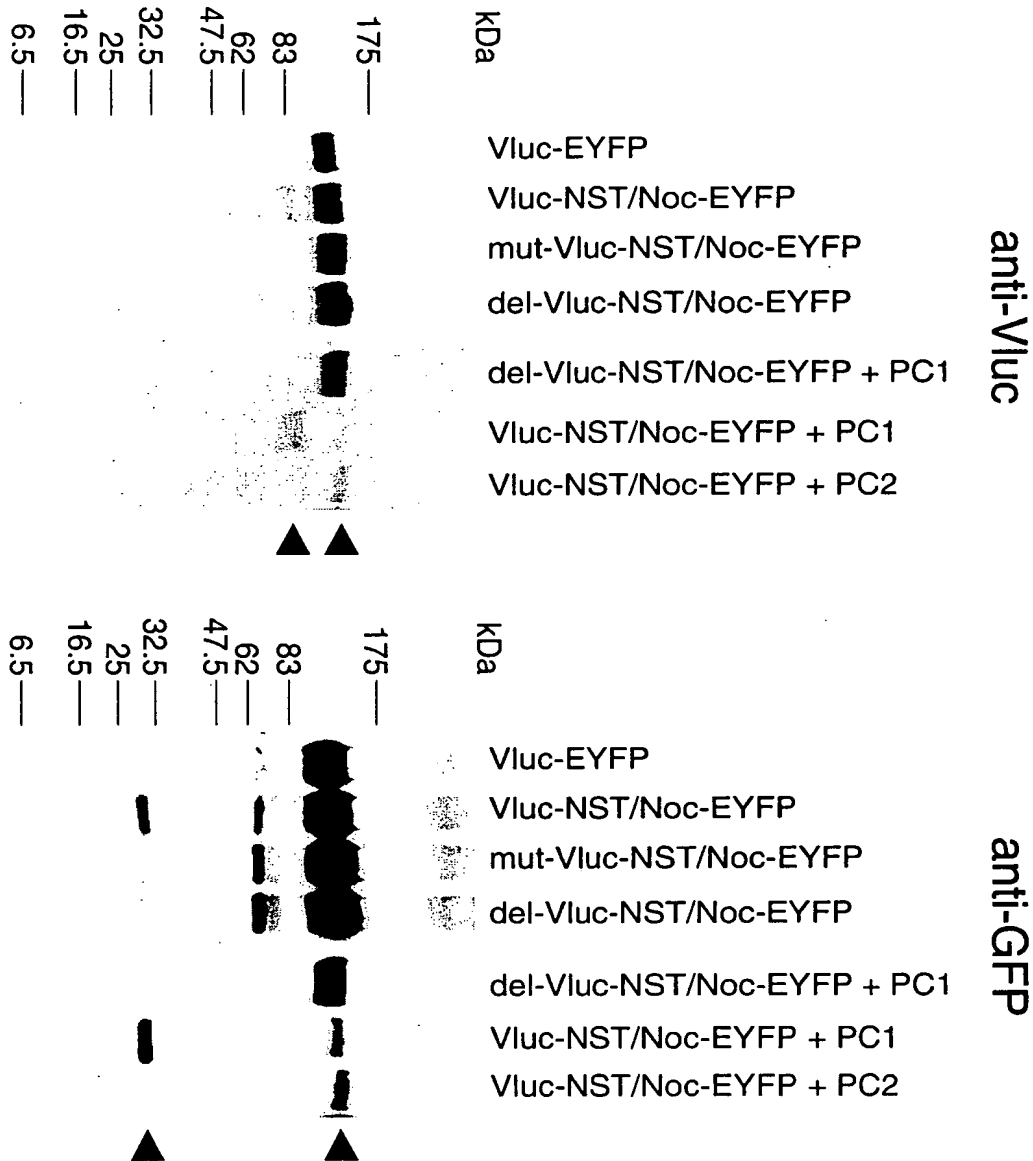 anti-Vluc
kDa
175
83
62
47.5
32.5
25
16.5
6.5
Vluc-EYFP
Vluc-NST/Noc-EYFP
mut-Vluc-NST/Noc-EYFP
del-Vluc-NST/Noc-EYFP
del-Vluc-NST/Noc-EYFP + PC1
Vluc-NST/Noc-EYFP + PC1
Vluc-NST/Noc-EYFP + PC2
anti-GFP
kDa
175
83
62
47.5
32.5
25
16.5
6.5
Vluc-EYFP
Vluc-NST/Noc-EYFP
mut-Vluc-NST/Noc-EYFP
del-Vluc-NST/Noc-EYFP
del-Vluc-NST/Noc-EYFP + PC1
Vluc-NST/Noc-EYFP + PC1
Vluc-NST/Noc-EYFP + PC2